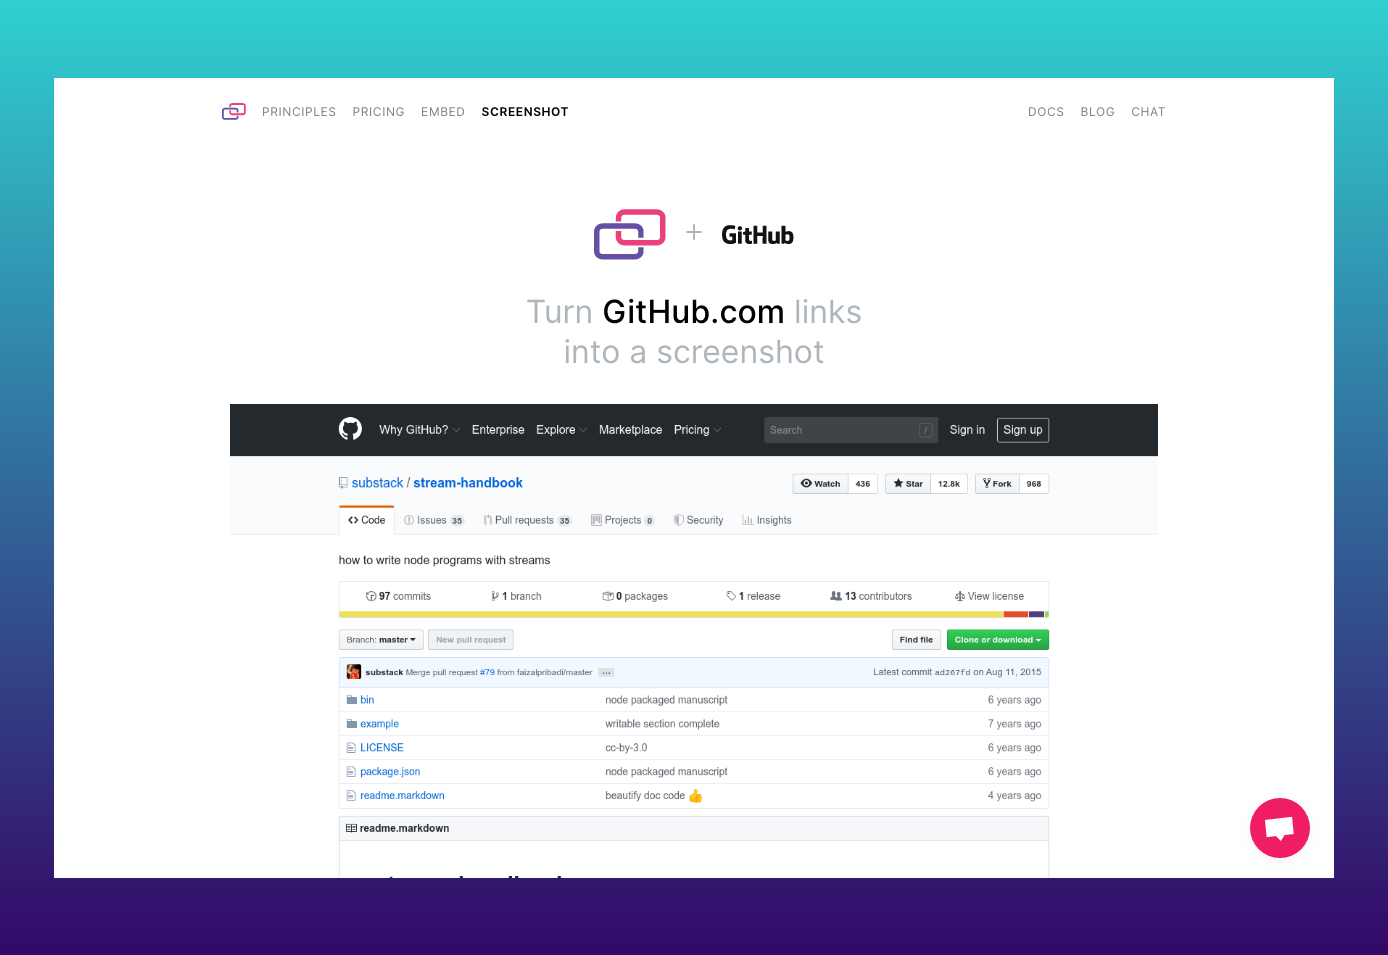 PRINCIPLES PRICING EMBED SCREENSHOT DOCS BLOG CHAT
+ GitHub
Turn GitHub.com links
into a screenshot
Why GitHub? Enterprise Explore Marketplace Pricing Search / Sign in Sign up
substack / stream-handbook Watch 436 Star 12.8k Fork 968
Code Issues 35 Pull requests 35 Projects 0 Security Insights
how to write node programs with streams
97 commits 1 branch 0 packages 1 release 13 contributors View license
Branch: master New pull request Find file Clone or download
substack Merge pull request #79 from faizalpribadi/master ... Latest commit ad267fd on Aug 11, 2015
bin node packaged manuscript 6 years ago
example writable section complete 7 years ago
LICENSE cc-by-3.0 6 years ago
package.json node packaged manuscript 6 years ago
readme.markdown beautify doc code 👍 4 years ago
readme.markdown